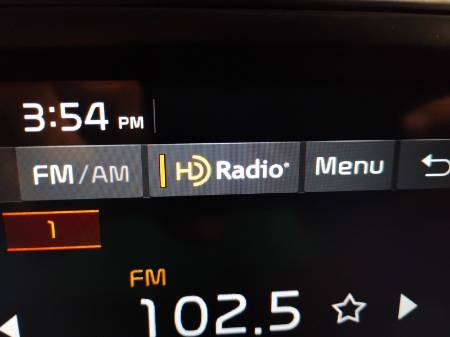 3:54 PM
FM/AM HD Radio® Menu
1
FM
102.5